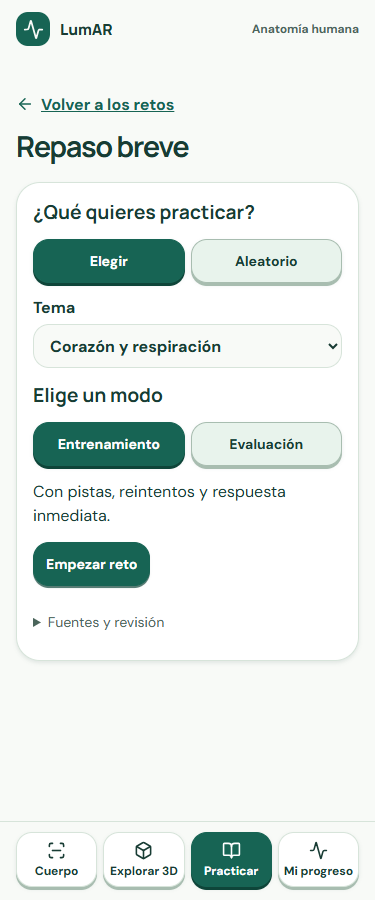 LumAR
Anatomía humana
Volver a los retos
Repaso breve
¿Qué quieres practicar?
Elegir
Aleatorio
Tema
Corazón y respiración
Elige un modo
Entrenamiento
Evaluación
Con pistas, reintentos y respuesta
inmediata.
Empezar reto
Fuentes y revisión
Cuerpo
Explorar 3D
Practicar
Mi progreso